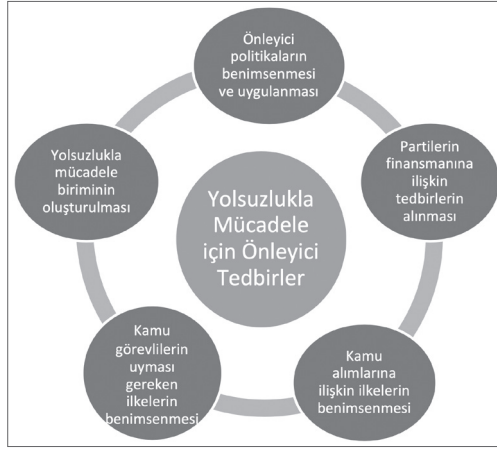 Önleyici
politikaların
benimsenmesi
ve uygulanması
Partilerin
finansmanına
ilişkin
tedbirlerin
alınması
Kamu
alımlarına
ilişkin ilkelerin
benimsenmesi
Kamu
görevlilerin
uyması
gereken
ilkelerin
benimsenmesi
Yolsuzlukla
mücadele
biriminin
oluşturulması
Yolsuzlukla
Mücadele
için Önleyici
Tedbirler